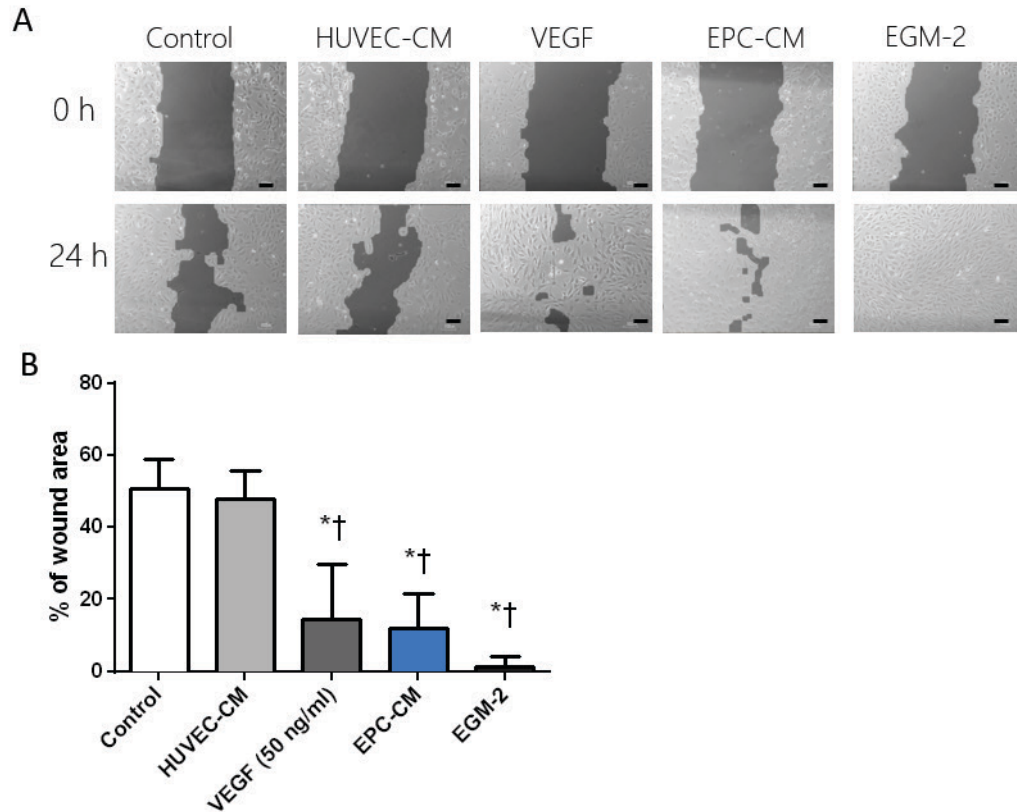 A
Control HUVEC-CM VEGF EPC-CM EGM-2
0 h
24 h
B
% of wound area
80
60
40
20
0
*†
*†
*†
Control
HUVEC-CM
VEGF (50 ng/ml)
EPC-CM
EGM-2